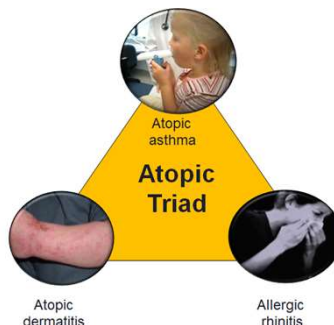 Atopic
asthma
Atopic
Triad
Atopic
dermatitis
Allergic
rhinitis